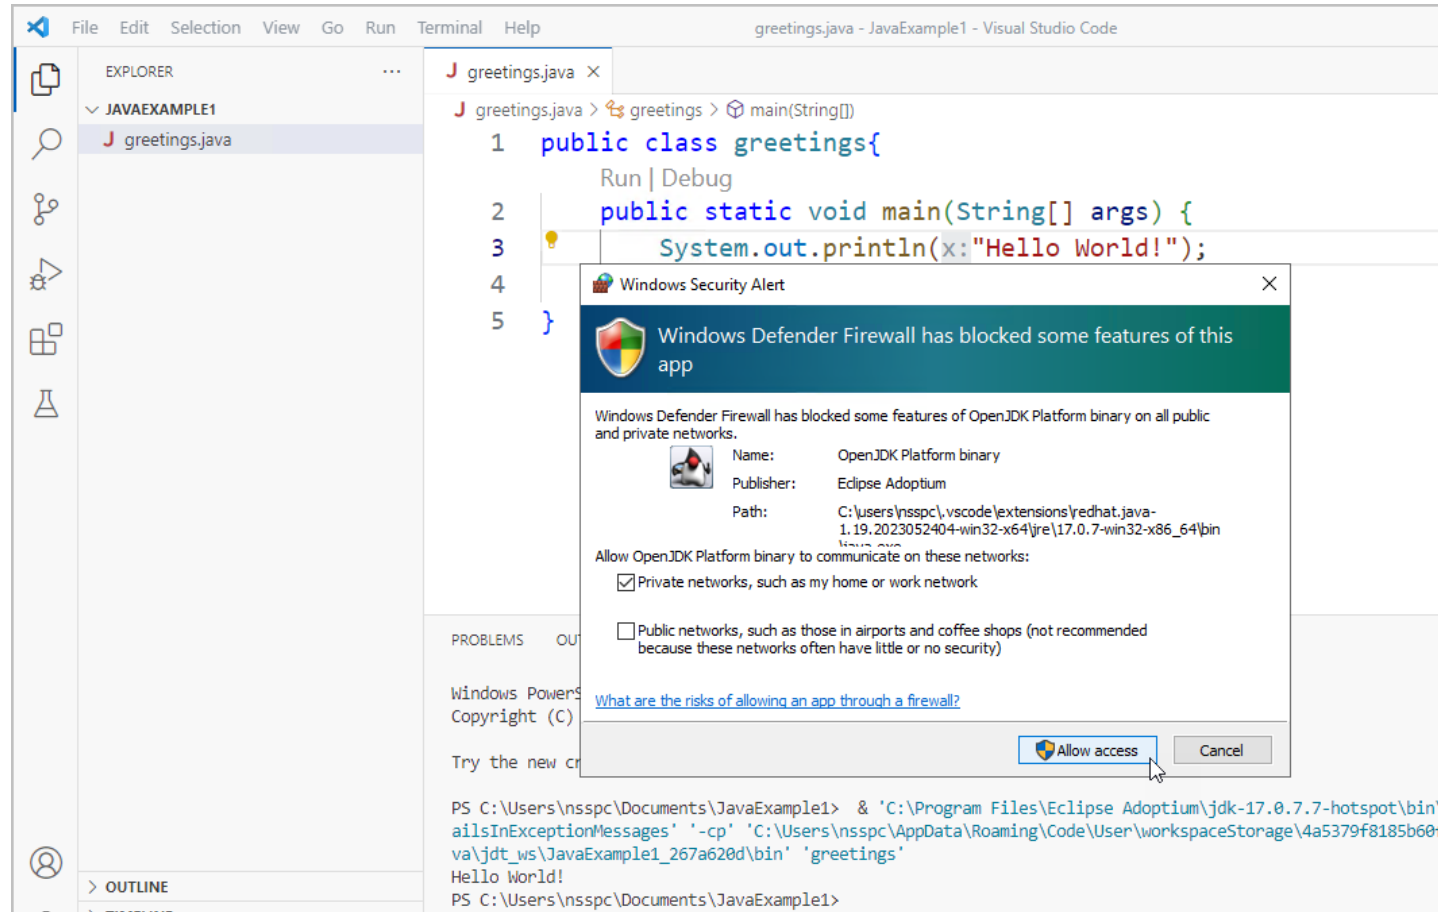 File Edit Selection View Go Run Terminal Help
greetings.java - JavaExample1 - Visual Studio Code
EXPLORER ...
JAVAEXAMPLE1
J greetings.java
J greetings.java ×
J greetings.java > greetings > main(String[])
1 public class greetings{
Run | Debug
2 public static void main(String[] args) {
3 System.out.println(x:"Hello World!");
4
5 }
Windows Security Alert
Windows Defender Firewall has blocked some features of this
app
Windows Defender Firewall has blocked some features of OpenJDK Platform binary on all public
and private networks.
Name: OpenJDK Platform binary
Publisher: Eclipse Adoptium
Path: C:\users\nsspc\.vscode\extensions\redhat.java-
1.19.2023052404-win32-x64\jre\17.0.7-win32-x86_64\bin
\java.exe
Allow OpenJDK Platform binary to communicate on these networks:
Private networks, such as my home or work network
Public networks, such as those in airports and coffee shops (not recommended
because these networks often have little or no security)
What are the risks of allowing an app through a firewall?
Allow access Cancel
PROBLEMS
Windows
Copyright (C)
Try the new
PS C:\Users\nsspc\Documents\JavaExample1> & 'C:\Program Files\Eclipse Adoptium\jdk-17.0.7.7-hotspot\bin\
ailsInExceptionMessages' '-cp' 'C:\Users\nsspc\AppData\Roaming\Code\User\workspaceStorage\4a5379f8185b60
va\jdt_ws\JavaExample1_267a620d\bin' 'greetings'
Hello World!
PS C:\Users\nsspc\Documents\JavaExample1>
OUTLINE